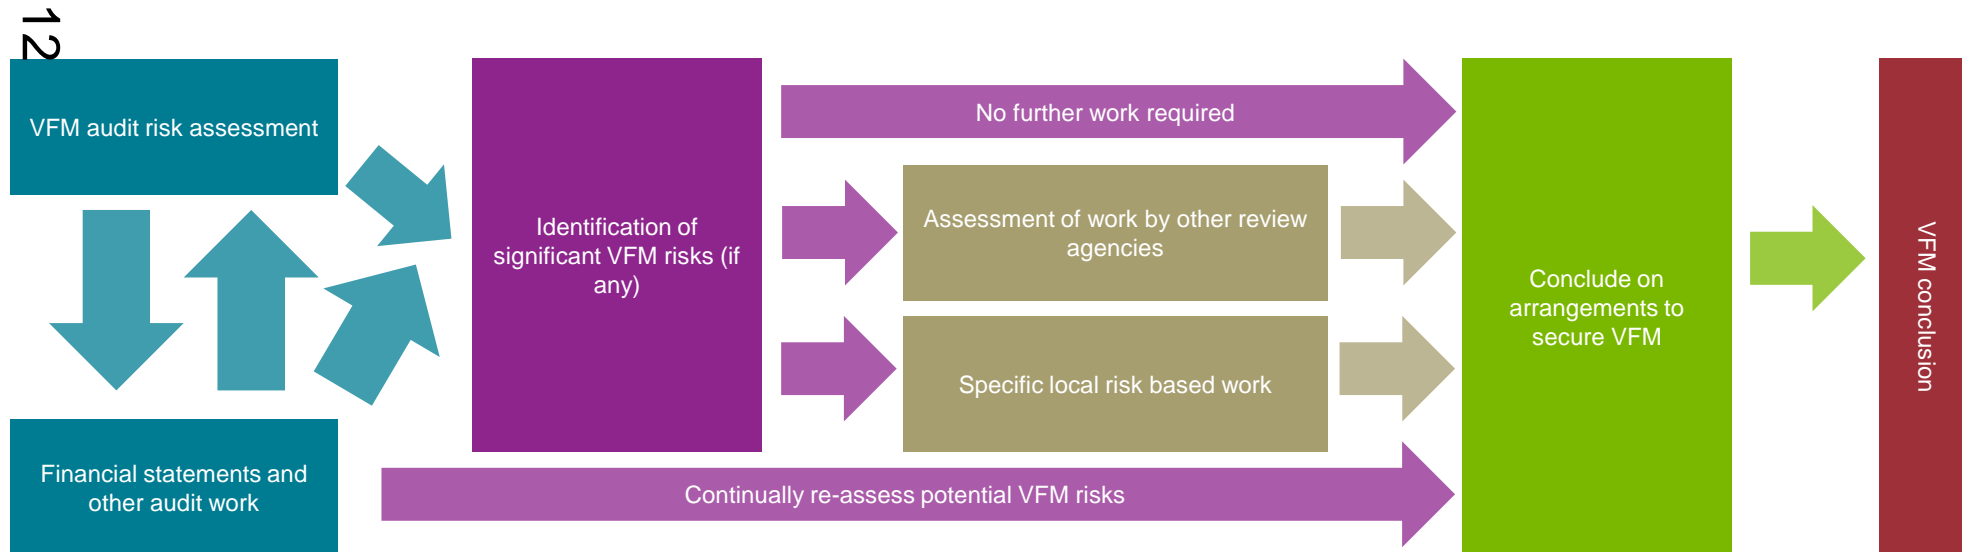 12
VFM audit risk assessment
Financial statements and
other audit work
Identification of
significant VFM risks (if
any)
No further work required
Assessment of work by other review
agencies
Specific local risk based work
Continually re-assess potential VFM risks
Conclude on
arrangements to
secure VFM
VFM conclusion